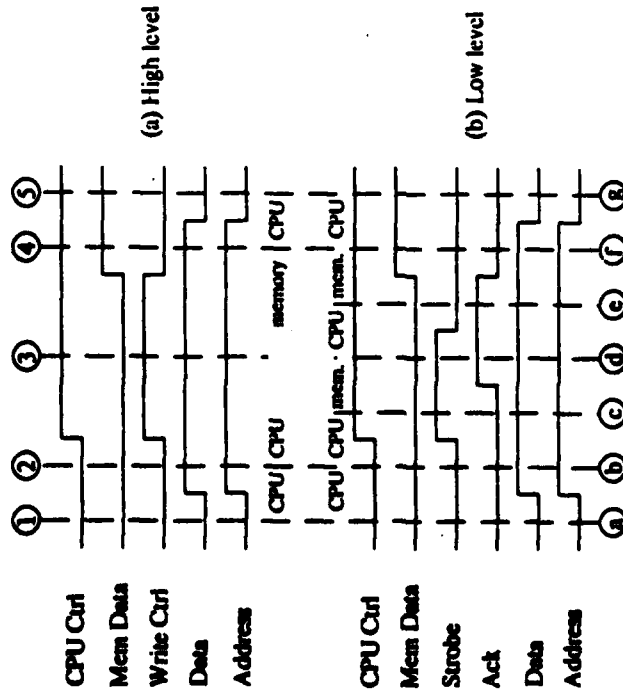 ① ② ③ ④ ⑤
CPU Ctrl
Mem Data
Write Ctrl
Data
Address
(a) High level
CPU | CPU memory | CPU
CPU | CPU | mem. · CPU | mem. | CPU
CPU Ctrl
Mem Data
Strobe
Ack
Data
Address
(b) Low level
ⓐ ⓑ ⓒ ⓓ ⓔ ⓕ ⓖ